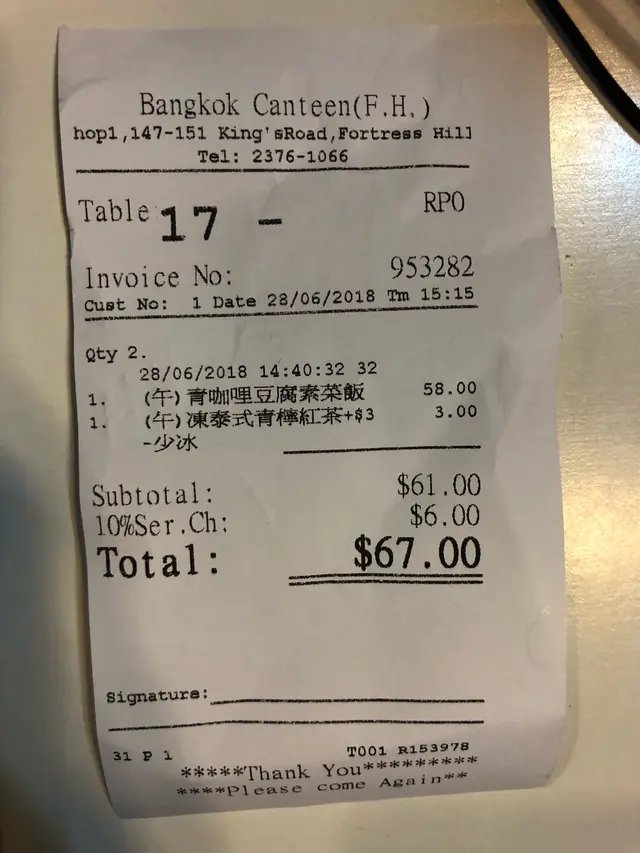 Bangkok Canteen(F.H.)
hop1,147-151 King'sRoad,Fortress Hill
Tel: 2376-1066
Table 17 - RPO
Invoice No: 953282
Cust No: 1 Date 28/06/2018 Tm 15:15
Qty 2.
28/06/2018 14:40:32 32
1. (午)青咖哩豆腐素菜飯 58.00
1. (午)凍泰式青檸紅茶+$3 3.00
-少冰
Subtotal: $61.00
10%Ser.Ch: $6.00
Total: $67.00
Signature:
31 P 1 T001 R153978
*****Thank You*********
****Please come Again**